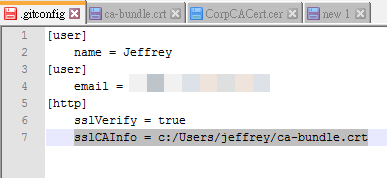 .gitconfig ca-bundle.crt CorpCACert.cer new 1
1 [user]
2 name = Jeffrey
3 [user]
4 email =
5 [http]
6 sslVerify = true
7 sslCAInfo = c:/Users/jeffrey/ca-bundle.crt